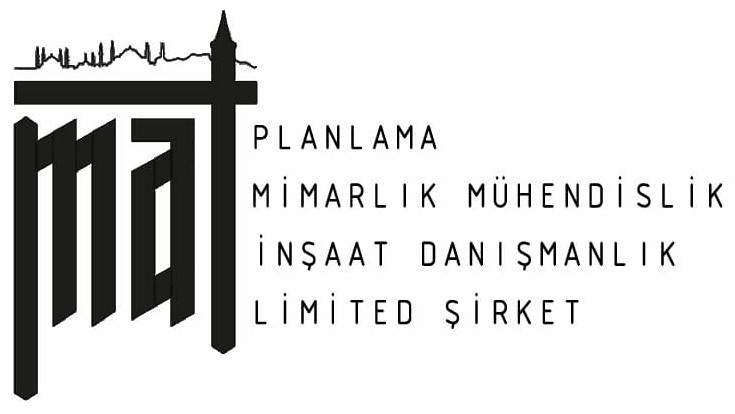 mat
PLANLAMA
MİMARLIK MÜHENDİSLİK
İNŞAAT DANIŞMANLIK
LİMİTED ŞİRKET